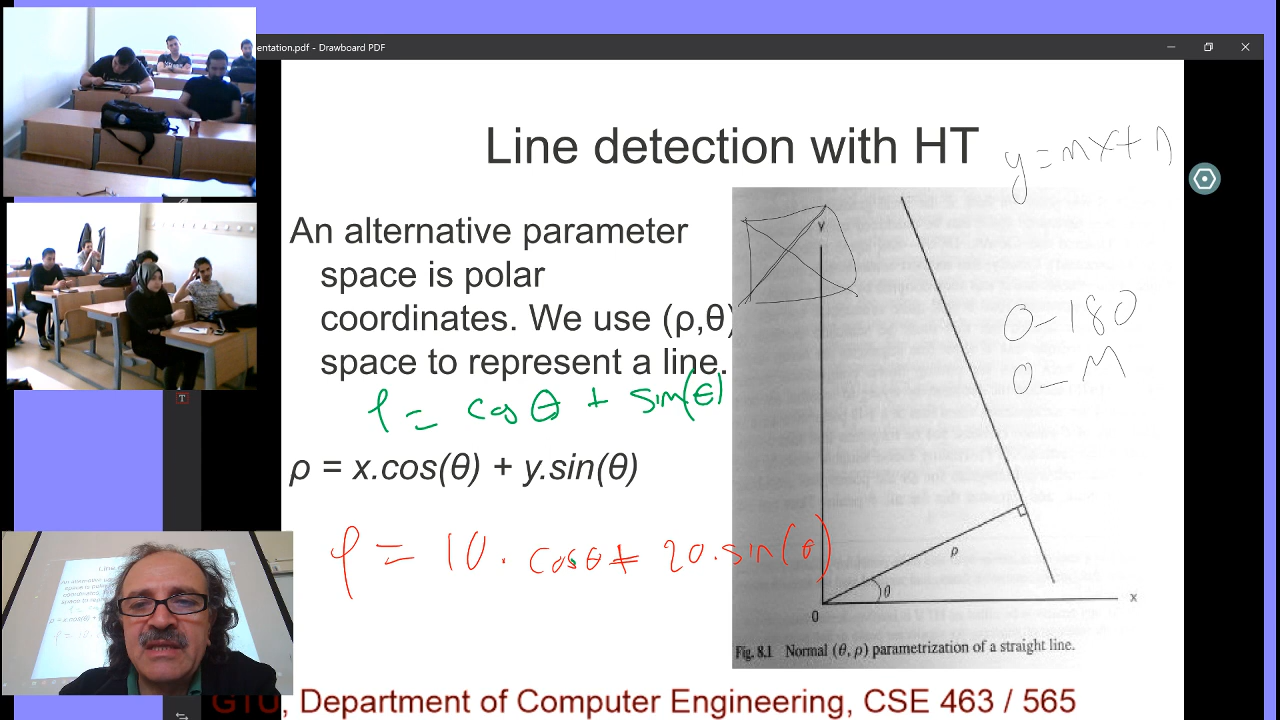 entation.pdf - Drawboard PDF
Line detection with HT
y = mx + n
An alternative parameter
space is polar
coordinates. We use (ρ,θ)
space to represent a line.
ρ = cos θ + sin(θ)
ρ = x.cos(θ) + y.sin(θ)
ρ = 10. cosθ + 20. sin(θ)
Y
0 - 180
0 - M
ρ
θ
0
x
Fig. 8.1 Normal (θ, ρ) parametrization of a straight line.
T
GTU, Department of Computer Engineering, CSE 463 / 565